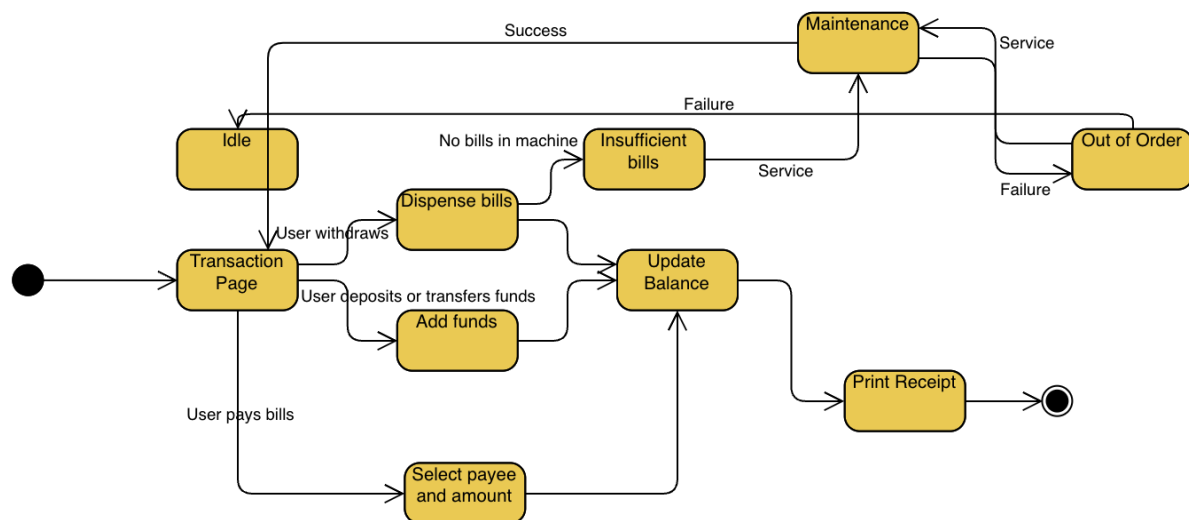 Maintenance
Success
Service
Failure
Idle
No bills in machine
Insufficient
bills
Out of Order
Service
Failure
Dispense bills
User withdraws
Transaction
Page
Update
Balance
User deposits or transfers funds
Add funds
Print Receipt
User pays bills
Select payee
and amount